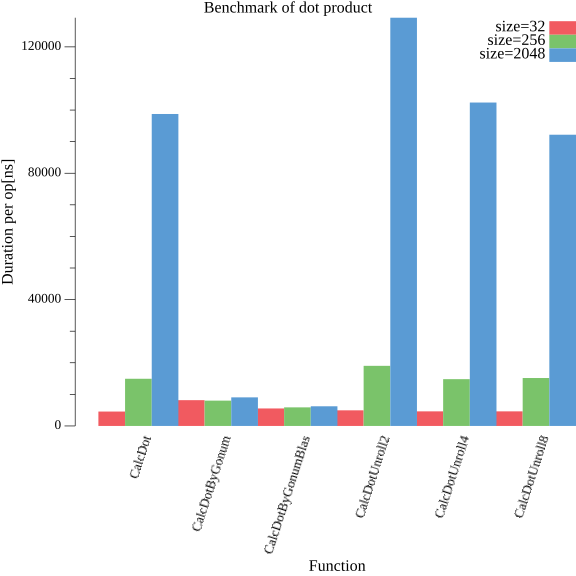 Benchmark of dot product
size=32
size=256
size=2048
120000
80000
40000
0
Duration per op[ns]
CalcDot
CalcDotByGonum
CalcDotByGonumBlas
CalcDotUnroll2
CalcDotUnroll4
CalcDotUnroll8
Function